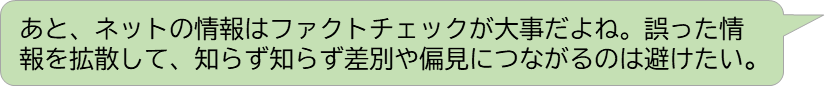 あと、ネットの情報はファクトチェックが大事だよね。誤った情
報を拡散して、知らず知らず差別や偏見につながるのは避けたい。